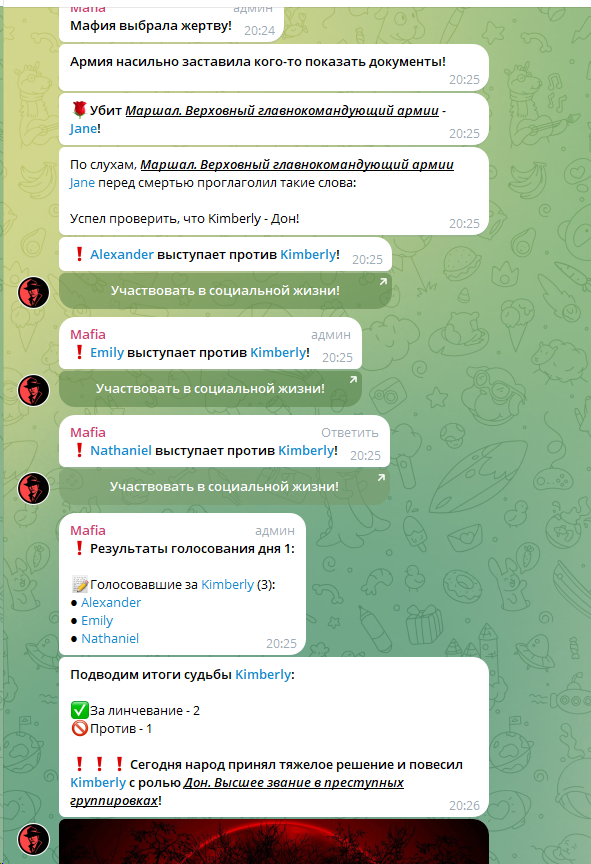 Mafia админ
Мафия выбрала жертву! 20:24
Армия насильно заставила кого-то показать документы!
20:25
Убит Маршал. Верховный главнокомандующий армии -
Jane! 20:25
По слухам, Маршал. Верховный главнокомандующий армии
Jane перед смертью проглаголил такие слова:
Успел проверить, что Kimberly - Дон!
20:25
Alexander выступает против Kimberly! 20:25
Участвовать в социальной жизни!
Mafia админ
Emily выступает против Kimberly! 20:25
Участвовать в социальной жизни!
Mafia Ответить
Nathaniel выступает против Kimberly! 20:25
Участвовать в социальной жизни!
Mafia админ
Результаты голосования дня 1:
Голосовавшие за Kimberly (3):
● Alexander
● Emily
● Nathaniel 20:25
Подводим итоги судьбы Kimberly:
За линчевание - 2
Против - 1
Сегодня народ принял тяжелое решение и повесил
Kimberly с ролью Дон. Высшее звание в преступных
группировках! 20:26